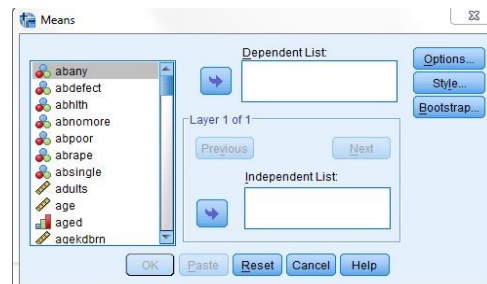 Means
abany
abdefect
abhlth
abnomore
abpoor
abrape
absingle
adults
age
aged
agekdbrn
Dependent List:
Layer 1 of 1
Previous
Next
Independent List:
Options...
Style...
Bootstrap...
OK
Paste
Reset
Cancel
Help